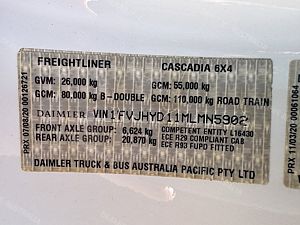 FREIGHTLINER CASCADIA 6X4
GVM: 26,000 kg GCM: 55,000 kg
GCM: 80,000 kg B-DOUBLE GCM: 110,000 kg ROAD TRAIN
DAIMLER VIN 1FVJHYD11MLMN5902
FRONT AXLE GROUP: 6,624 kg COMPETENT ENTITY L16430
REAR AXLE GROUP: 20,870 kg ECE R29 COMPLIANT CAB
ECE R93 FUPD FITTED
DAIMLER TRUCK & BUS AUSTRALIA PACIFIC PTY LTD
PRX 07/08/20 00126721
PRX 11/03/20 00061064